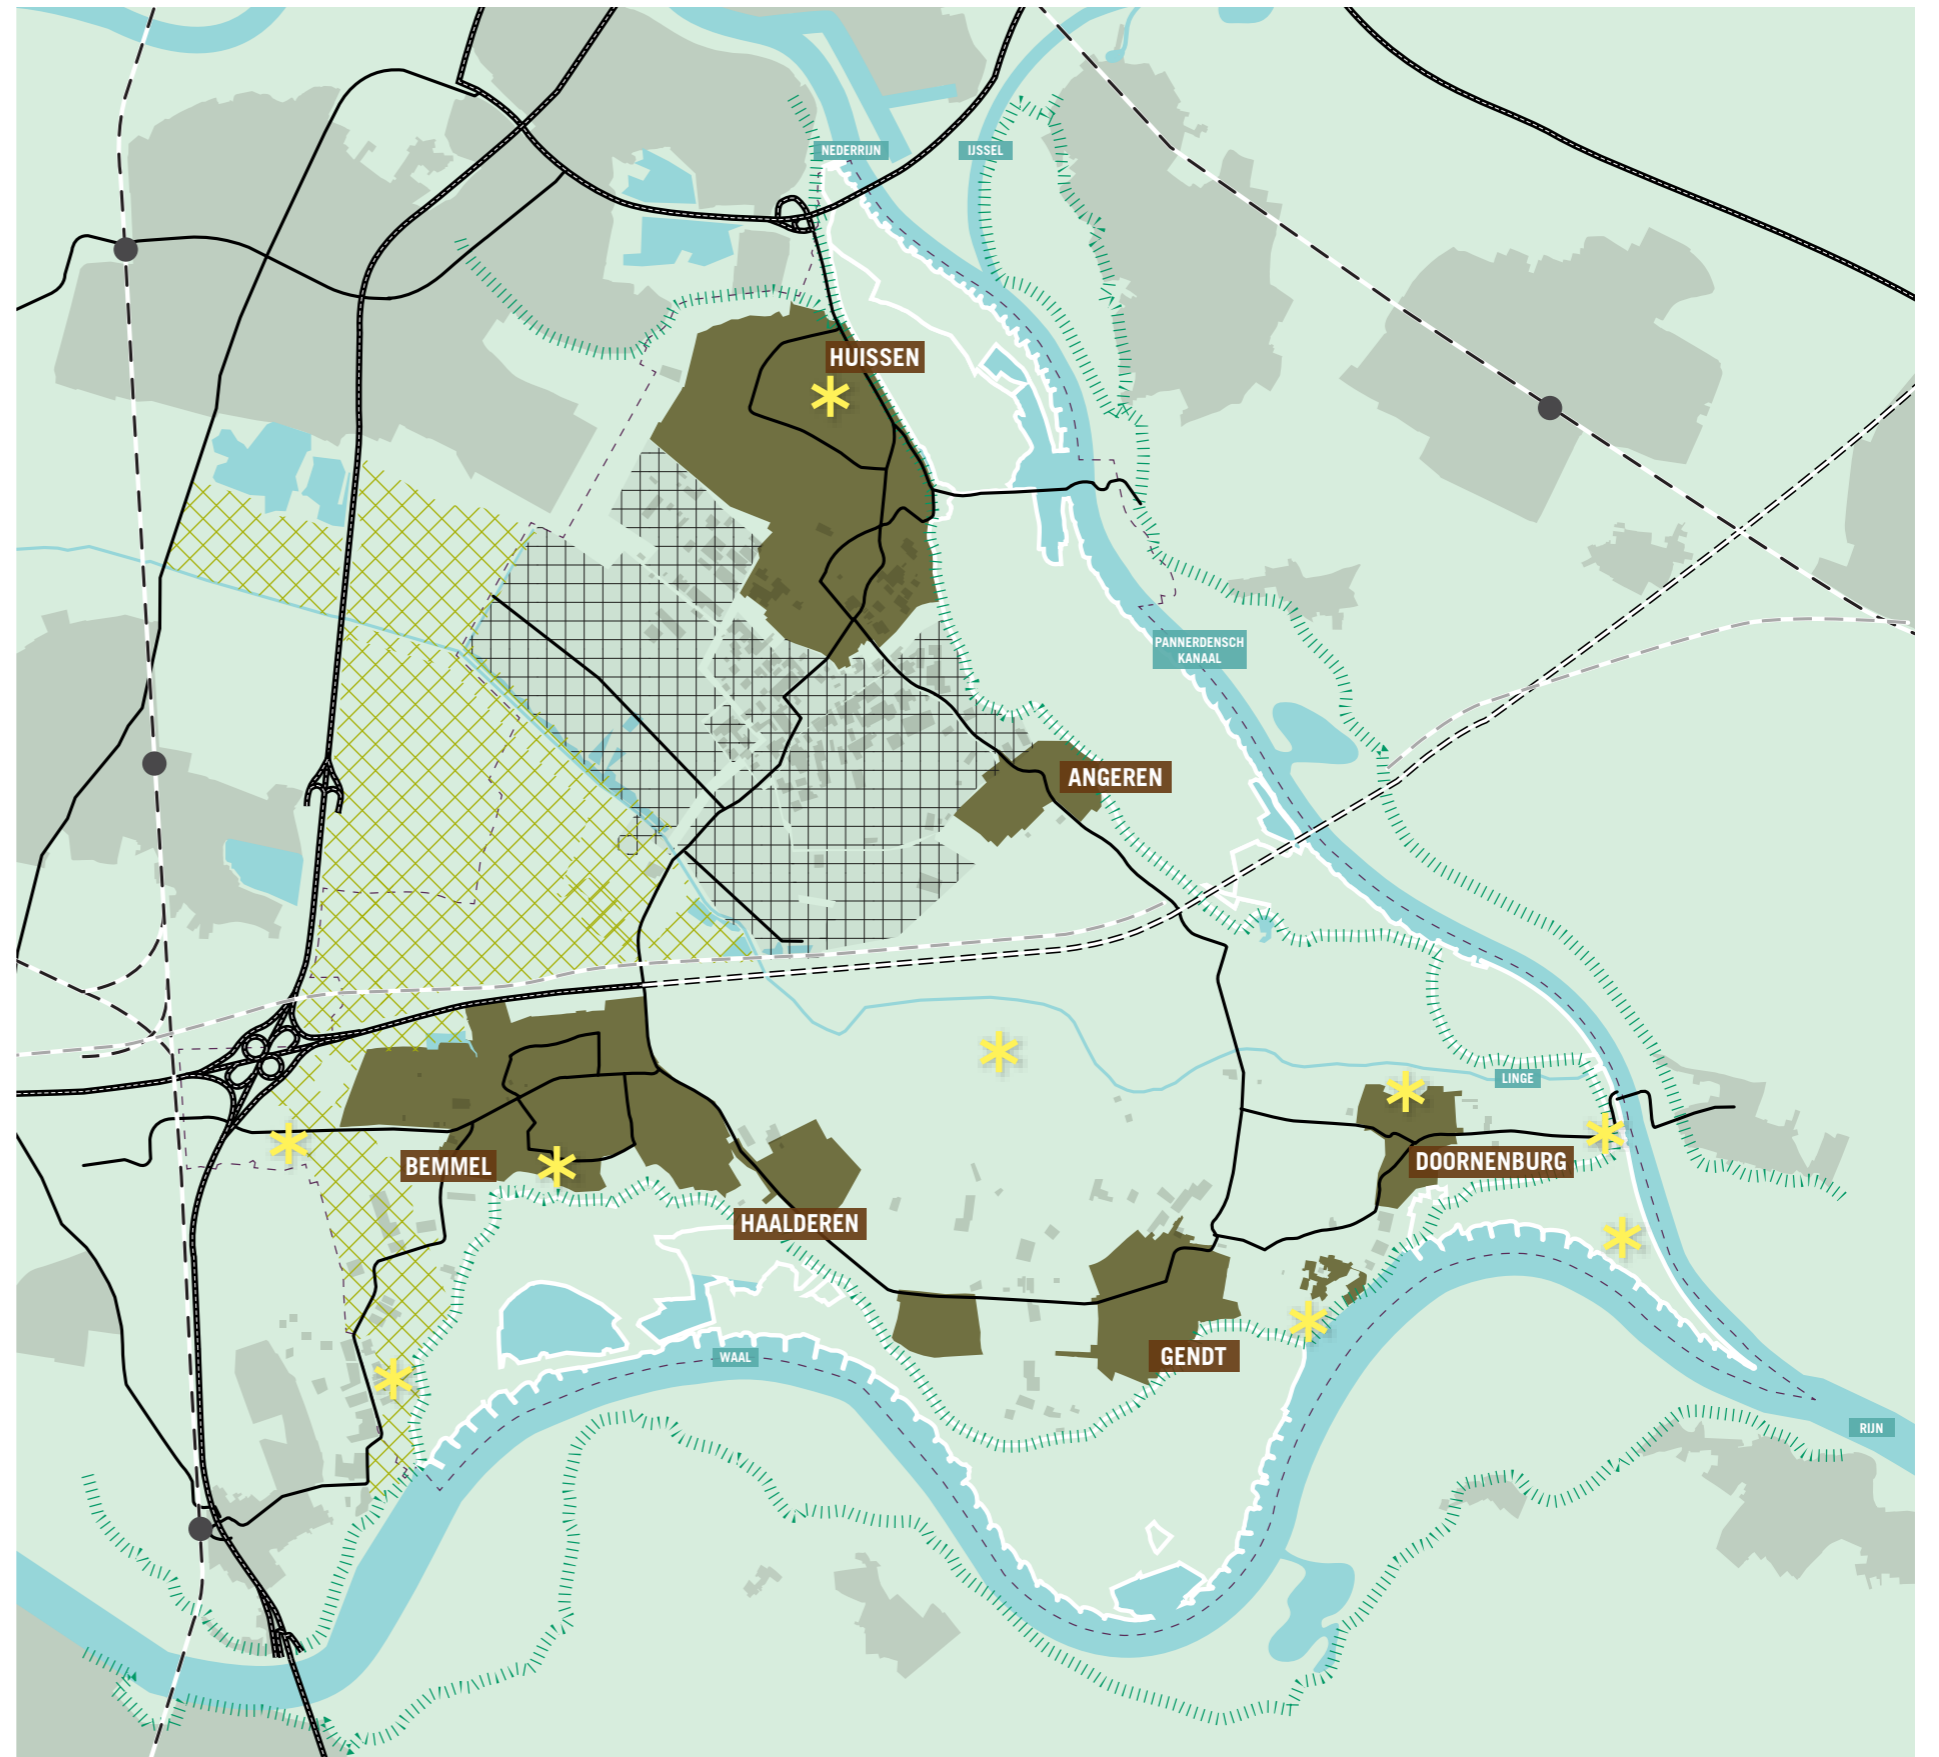 NEDERRIJN
IJSSEL
HUISSEN
PANNERDENSCH
KANAAL
ANGEREN
LINGE
BEMMEL
DOORNENBURG
HAALDEREN
WAAL
GENDT
RIJN